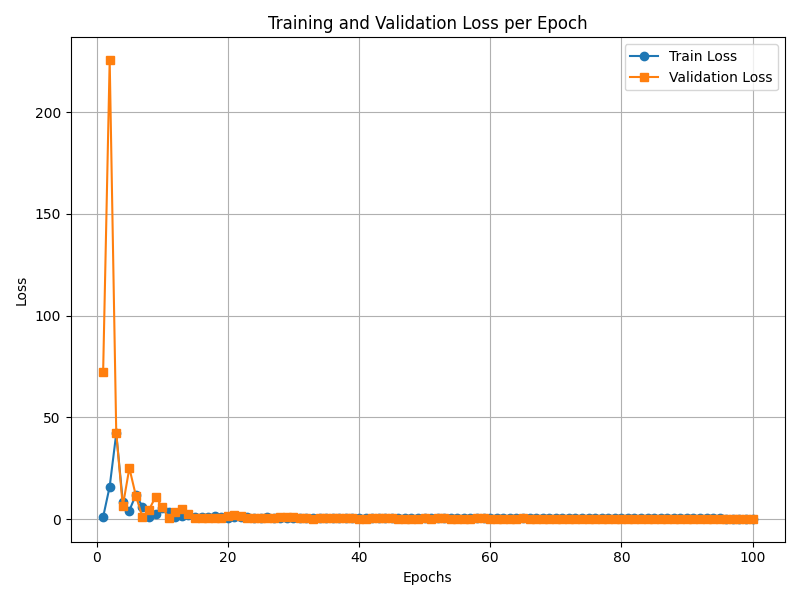 Training and Validation Loss per Epoch
Train Loss
Validation Loss
200
150
100
50
0
Loss
0 20 40 60 80 100
Epochs